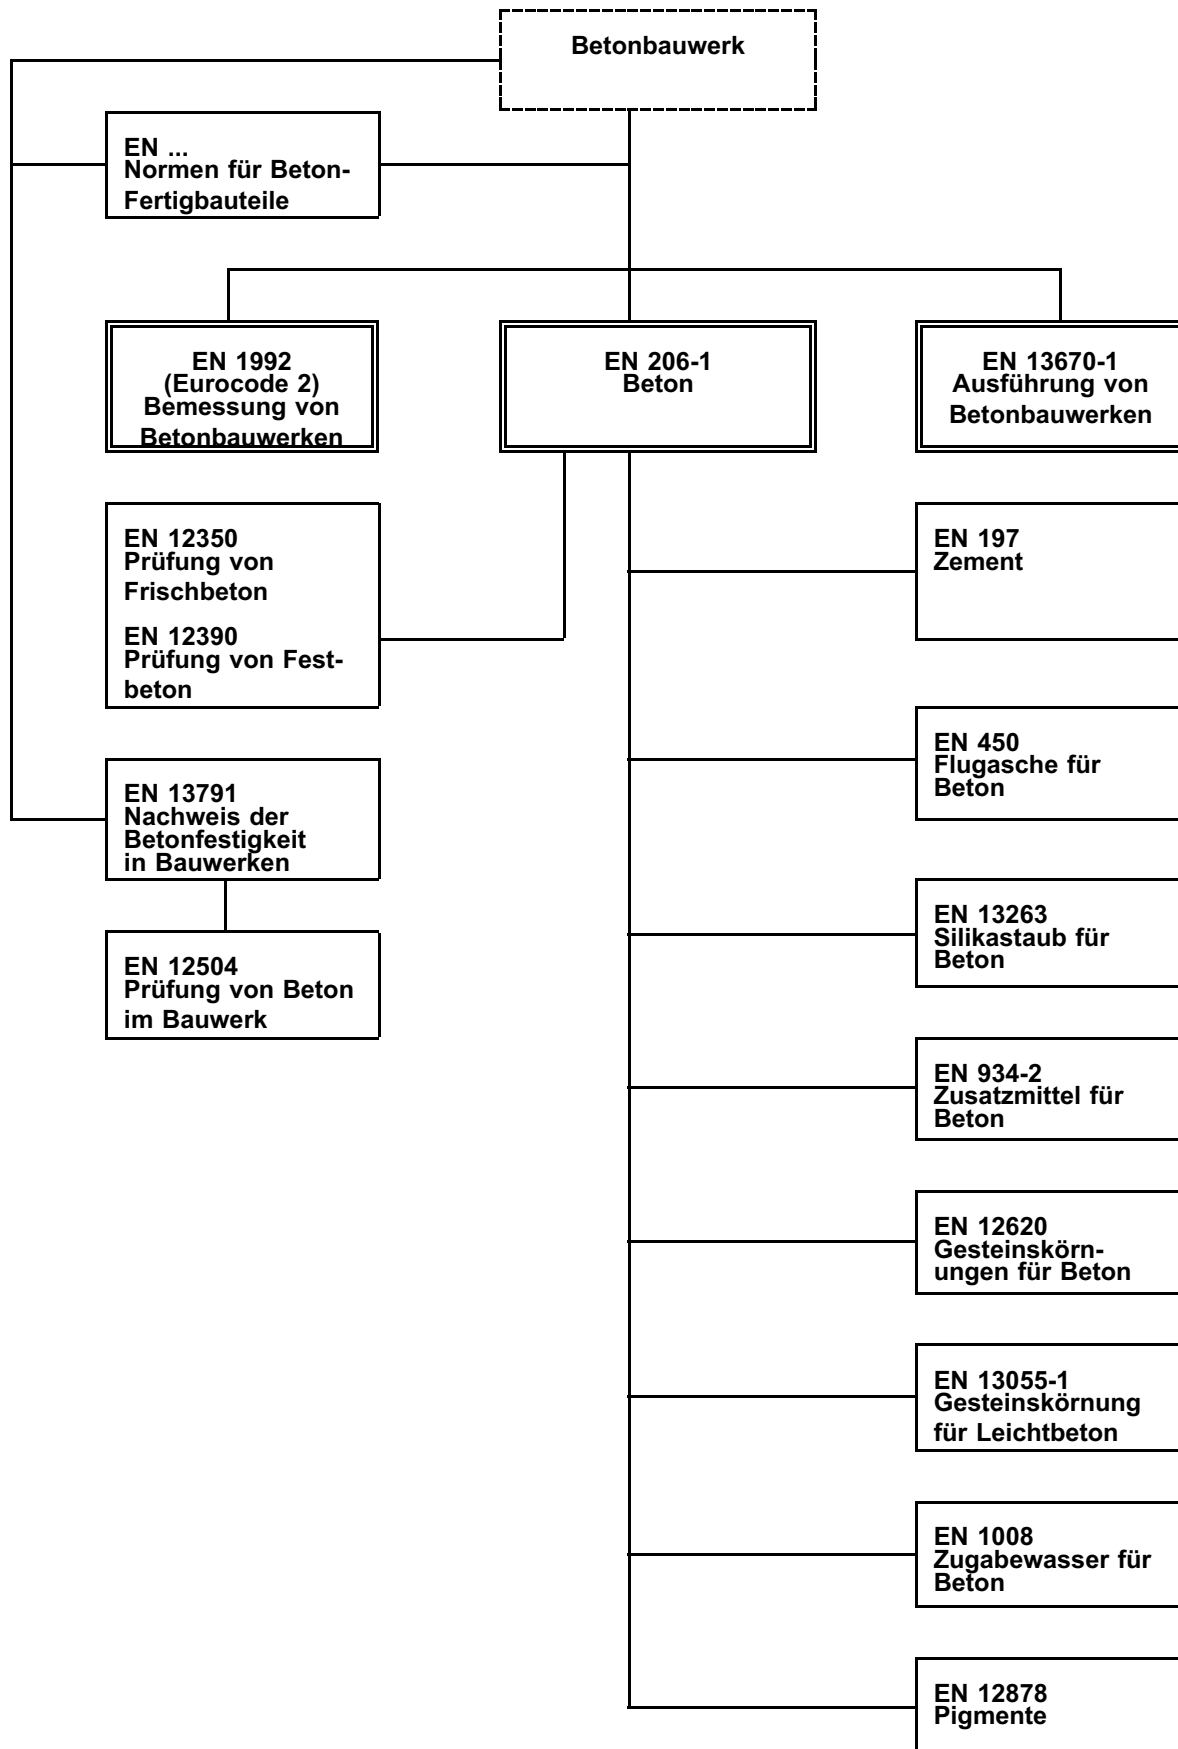 Betonbauwerk
EN ...
Normen für Beton-
Fertigbauteile
EN 1992
(Eurocode 2)
Bemessung von
Betonbauwerken
EN 206-1
Beton
EN 13670-1
Ausführung von
Betonbauwerken
EN 12350
Prüfung von
Frischbeton
EN 12390
Prüfung von Fest-
beton
EN 197
Zement
EN 450
Flugasche für
Beton
EN 13791
Nachweis der
Betonfestigkeit
in Bauwerken
EN 13263
Silikastaub für
Beton
EN 12504
Prüfung von Beton
im Bauwerk
EN 934-2
Zusatzmittel für
Beton
EN 12620
Gesteinskörn-
ungen für Beton
EN 13055-1
Gesteinskörnung
für Leichtbeton
EN 1008
Zugabewasser für
Beton
EN 12878
Pigmente